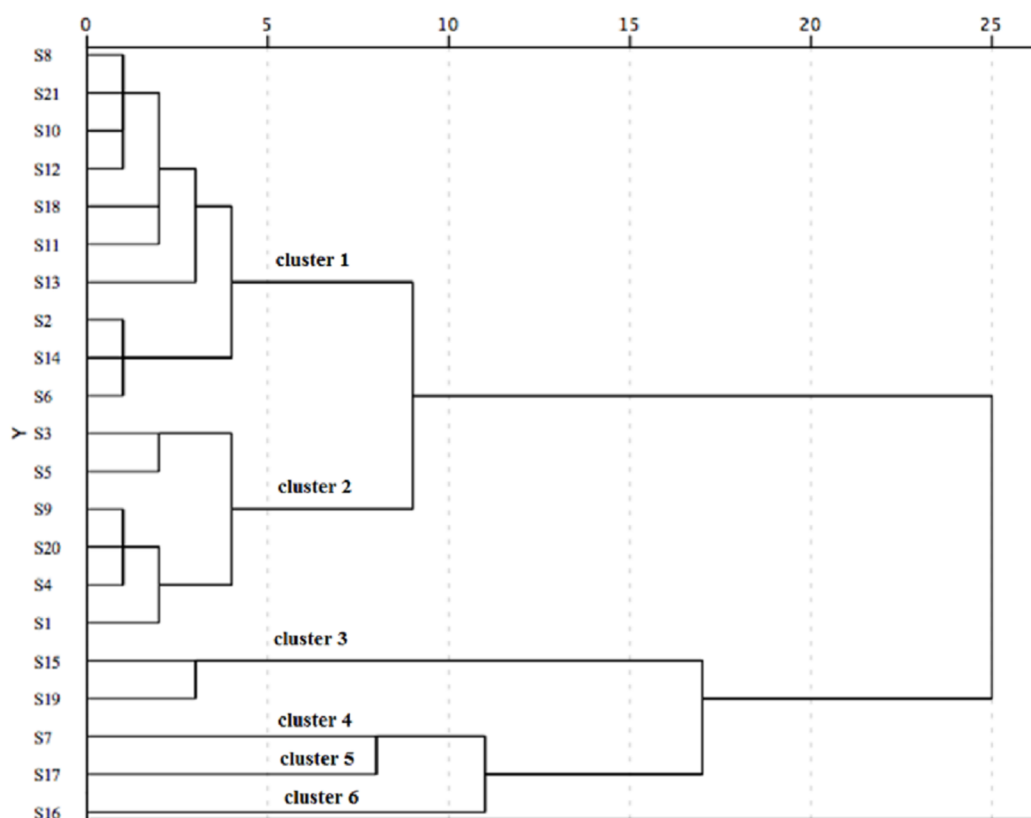 0 5 10 15 20 25
S8
S21
S10
S12
S18
S11
cluster 1
S13
S2
S14
S6
Y S3
S5
cluster 2
S9
S20
S4
S1
cluster 3
S15
S19
cluster 4
S7
cluster 5
S17
cluster 6
S16